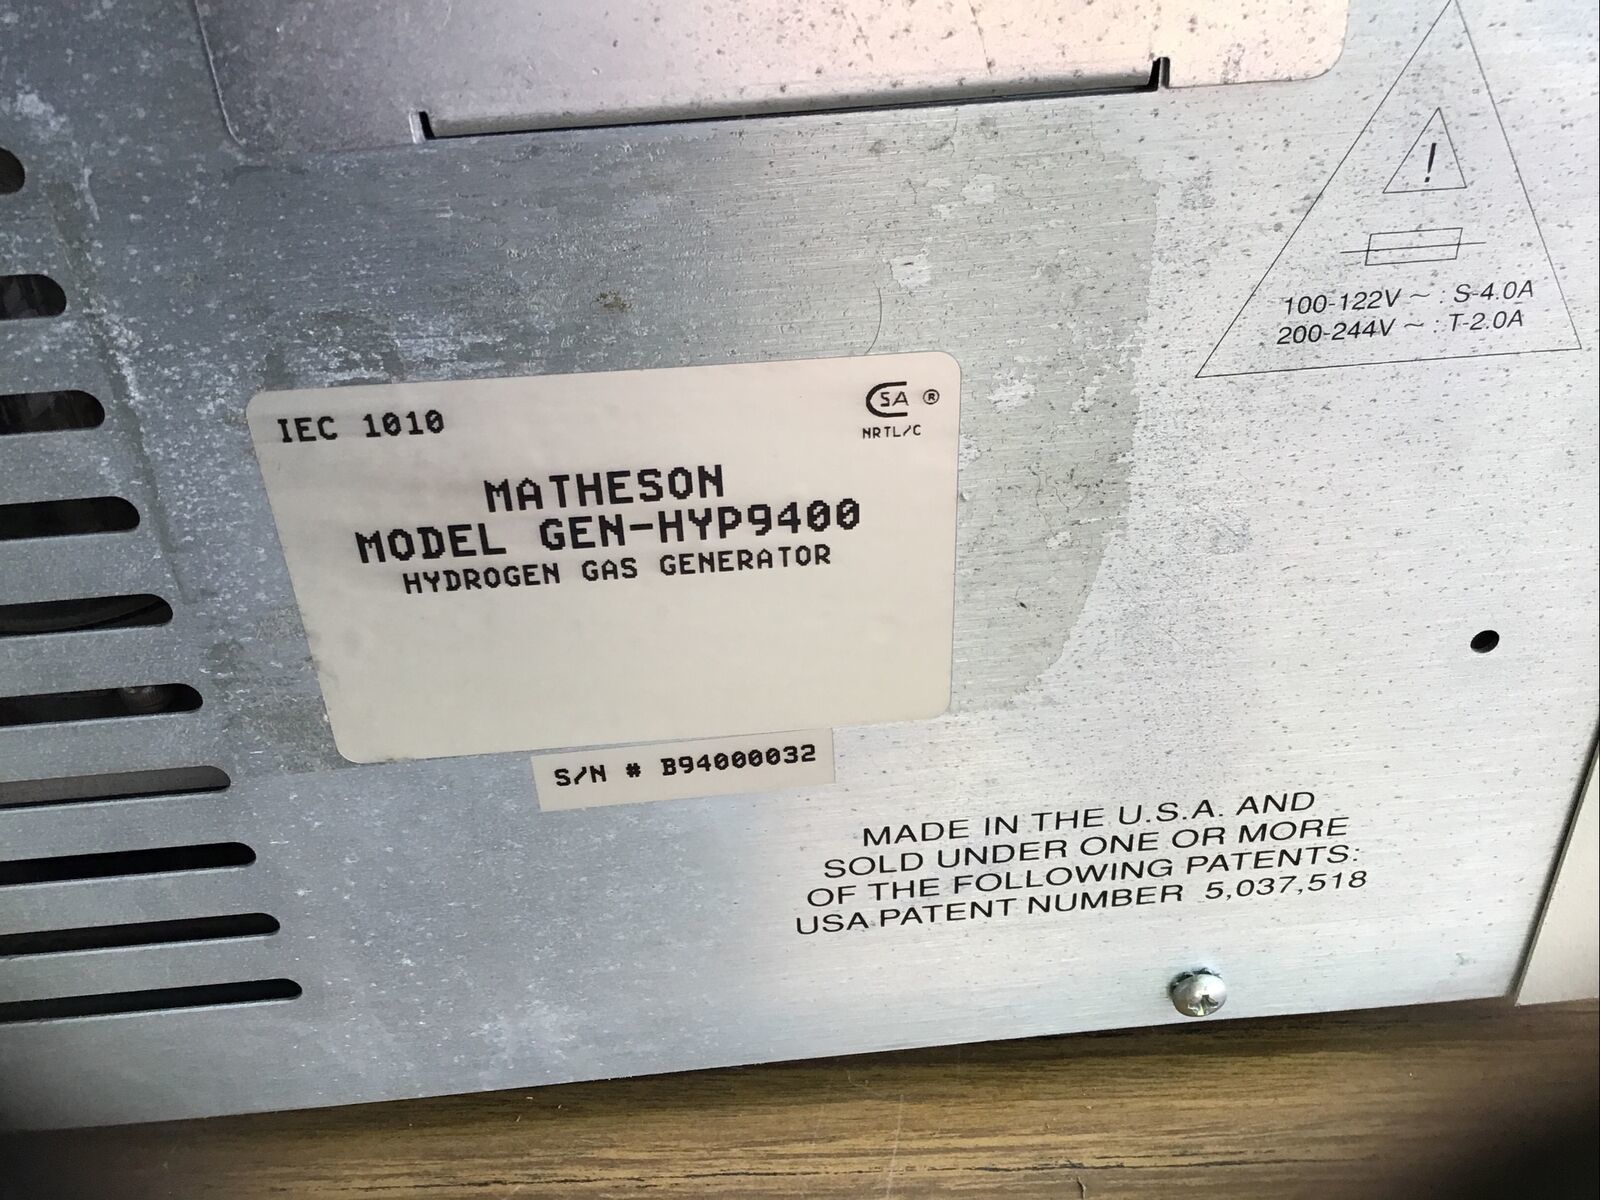 !
100-122V ~ : S-4.0A
200-244V ~ : T-2.0A
IEC 1010
CSA ®
NRTL/C
MATHESON
MODEL GEN-HYP9400
HYDROGEN GAS GENERATOR
S/N # B94000032
MADE IN THE U.S.A. AND
SOLD UNDER ONE OR MORE
OF THE FOLLOWING PATENTS:
USA PATENT NUMBER 5,037,518